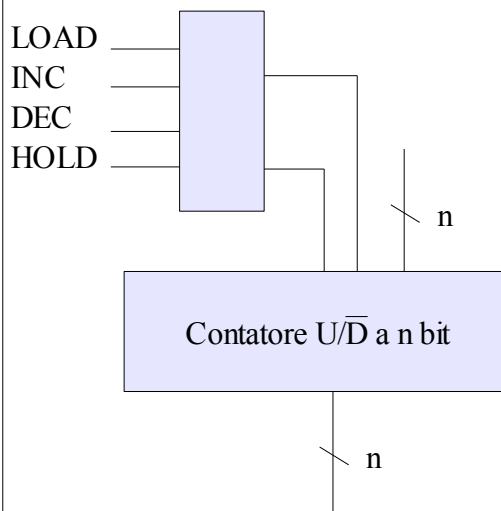 LOAD
INC
DEC
HOLD
n
Contatore U/D̅ a n bit
n